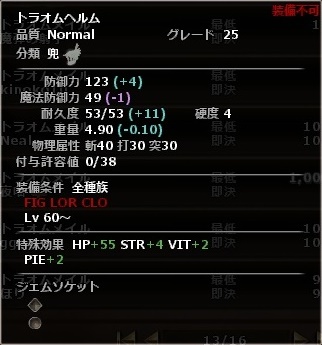 装備不可
トラオムヘルム
品質 Normal グレード 25
分類 兜
防御力 123 (+4)
魔法防御力 49 (-1)
耐久度 53/53 (+11) 硬度 4
重量 4.90 (-0.10)
物理属性 斬40 打30 突30
付与許容値 0/38
装備条件 全種族
FIG LOR CLO
Lv 60～
特殊効果 HP+55 STR+4 VIT+2
PIE+2
ジェムソケット
13/16